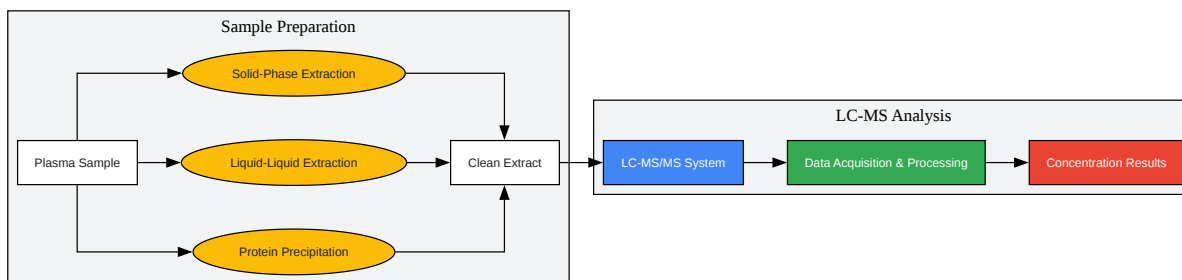 Sample Preparation
Solid-Phase Extraction
Plasma Sample
Liquid-Liquid Extraction
Clean Extract
Protein Precipitation
LC-MS Analysis
LC-MS/MS System
Data Acquisition & Processing
Concentration Results